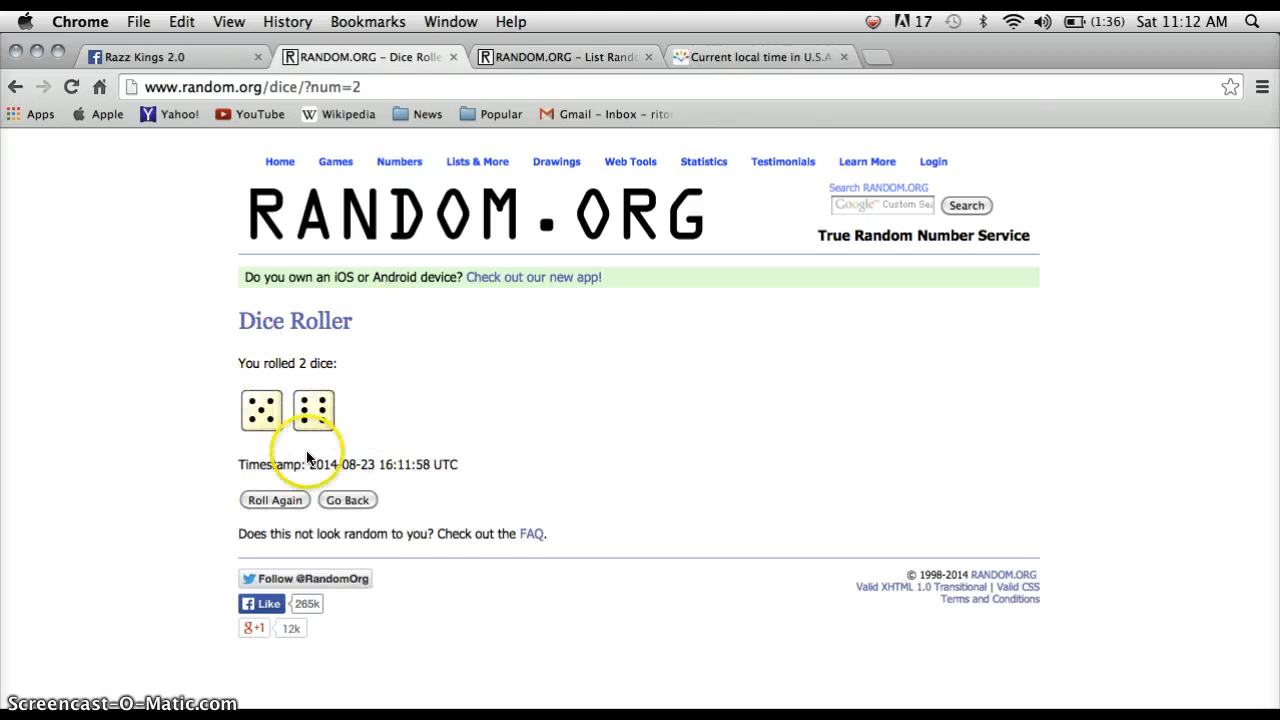 Chrome File Edit View History Bookmarks Window Help 17 (1:36) Sat 11:12 AM
Razz Kings 2.0 RANDOM.ORG – Dice Rolle RANDOM.ORG – List Rand Current local time in U.S.A
www.random.org/dice/?num=2
Apps Apple Yahoo! YouTube Wikipedia News Popular Gmail – Inbox – rito
Home Games Numbers Lists & More Drawings Web Tools Statistics Testimonials Learn More Login
RANDOM.ORG
Search RANDOM.ORG
Google™ Custom Sea Search
True Random Number Service
Do you own an iOS or Android device? Check out our new app!
Dice Roller
You rolled 2 dice:
Timestamp: 2014-08-23 16:11:58 UTC
Roll Again Go Back
Does this not look random to you? Check out the FAQ.
Follow @RandomOrg
Like 265k
g+1 12k
© 1998-2014 RANDOM.ORG
Valid XHTML 1.0 Transitional | Valid CSS
Terms and Conditions
Screencast-O-Matic.com